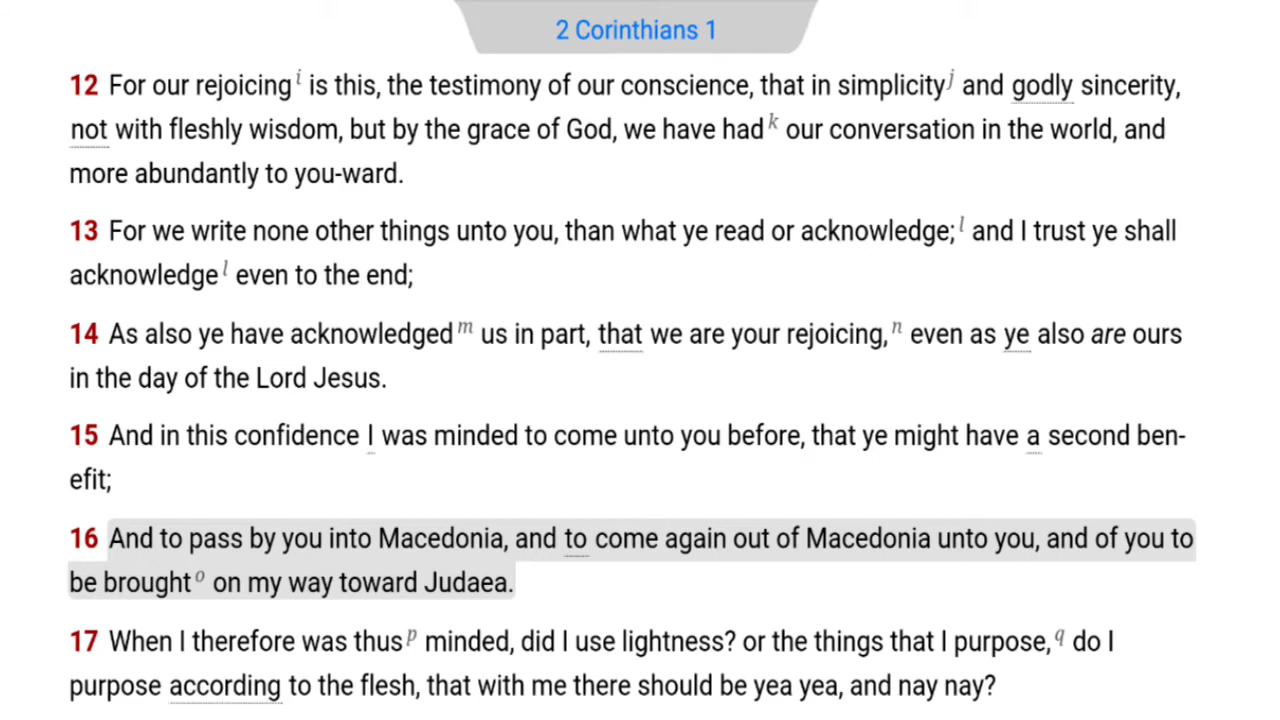 2 Corinthians 1
12 For our rejoicing i is this, the testimony of our conscience, that in simplicity j and godly sincerity,
not with fleshly wisdom, but by the grace of God, we have had k our conversation in the world, and
more abundantly to you-ward.
13 For we write none other things unto you, than what ye read or acknowledge; l and I trust ye shall
acknowledge l even to the end;
14 As also ye have acknowledged m us in part, that we are your rejoicing, n even as ye also are ours
in the day of the Lord Jesus.
15 And in this confidence I was minded to come unto you before, that ye might have a second ben-
efit;
16 And to pass by you into Macedonia, and to come again out of Macedonia unto you, and of you to
be brought o on my way toward Judaea.
17 When I therefore was thus p minded, did I use lightness? or the things that I purpose, q do I
purpose according to the flesh, that with me there should be yea yea, and nay nay?